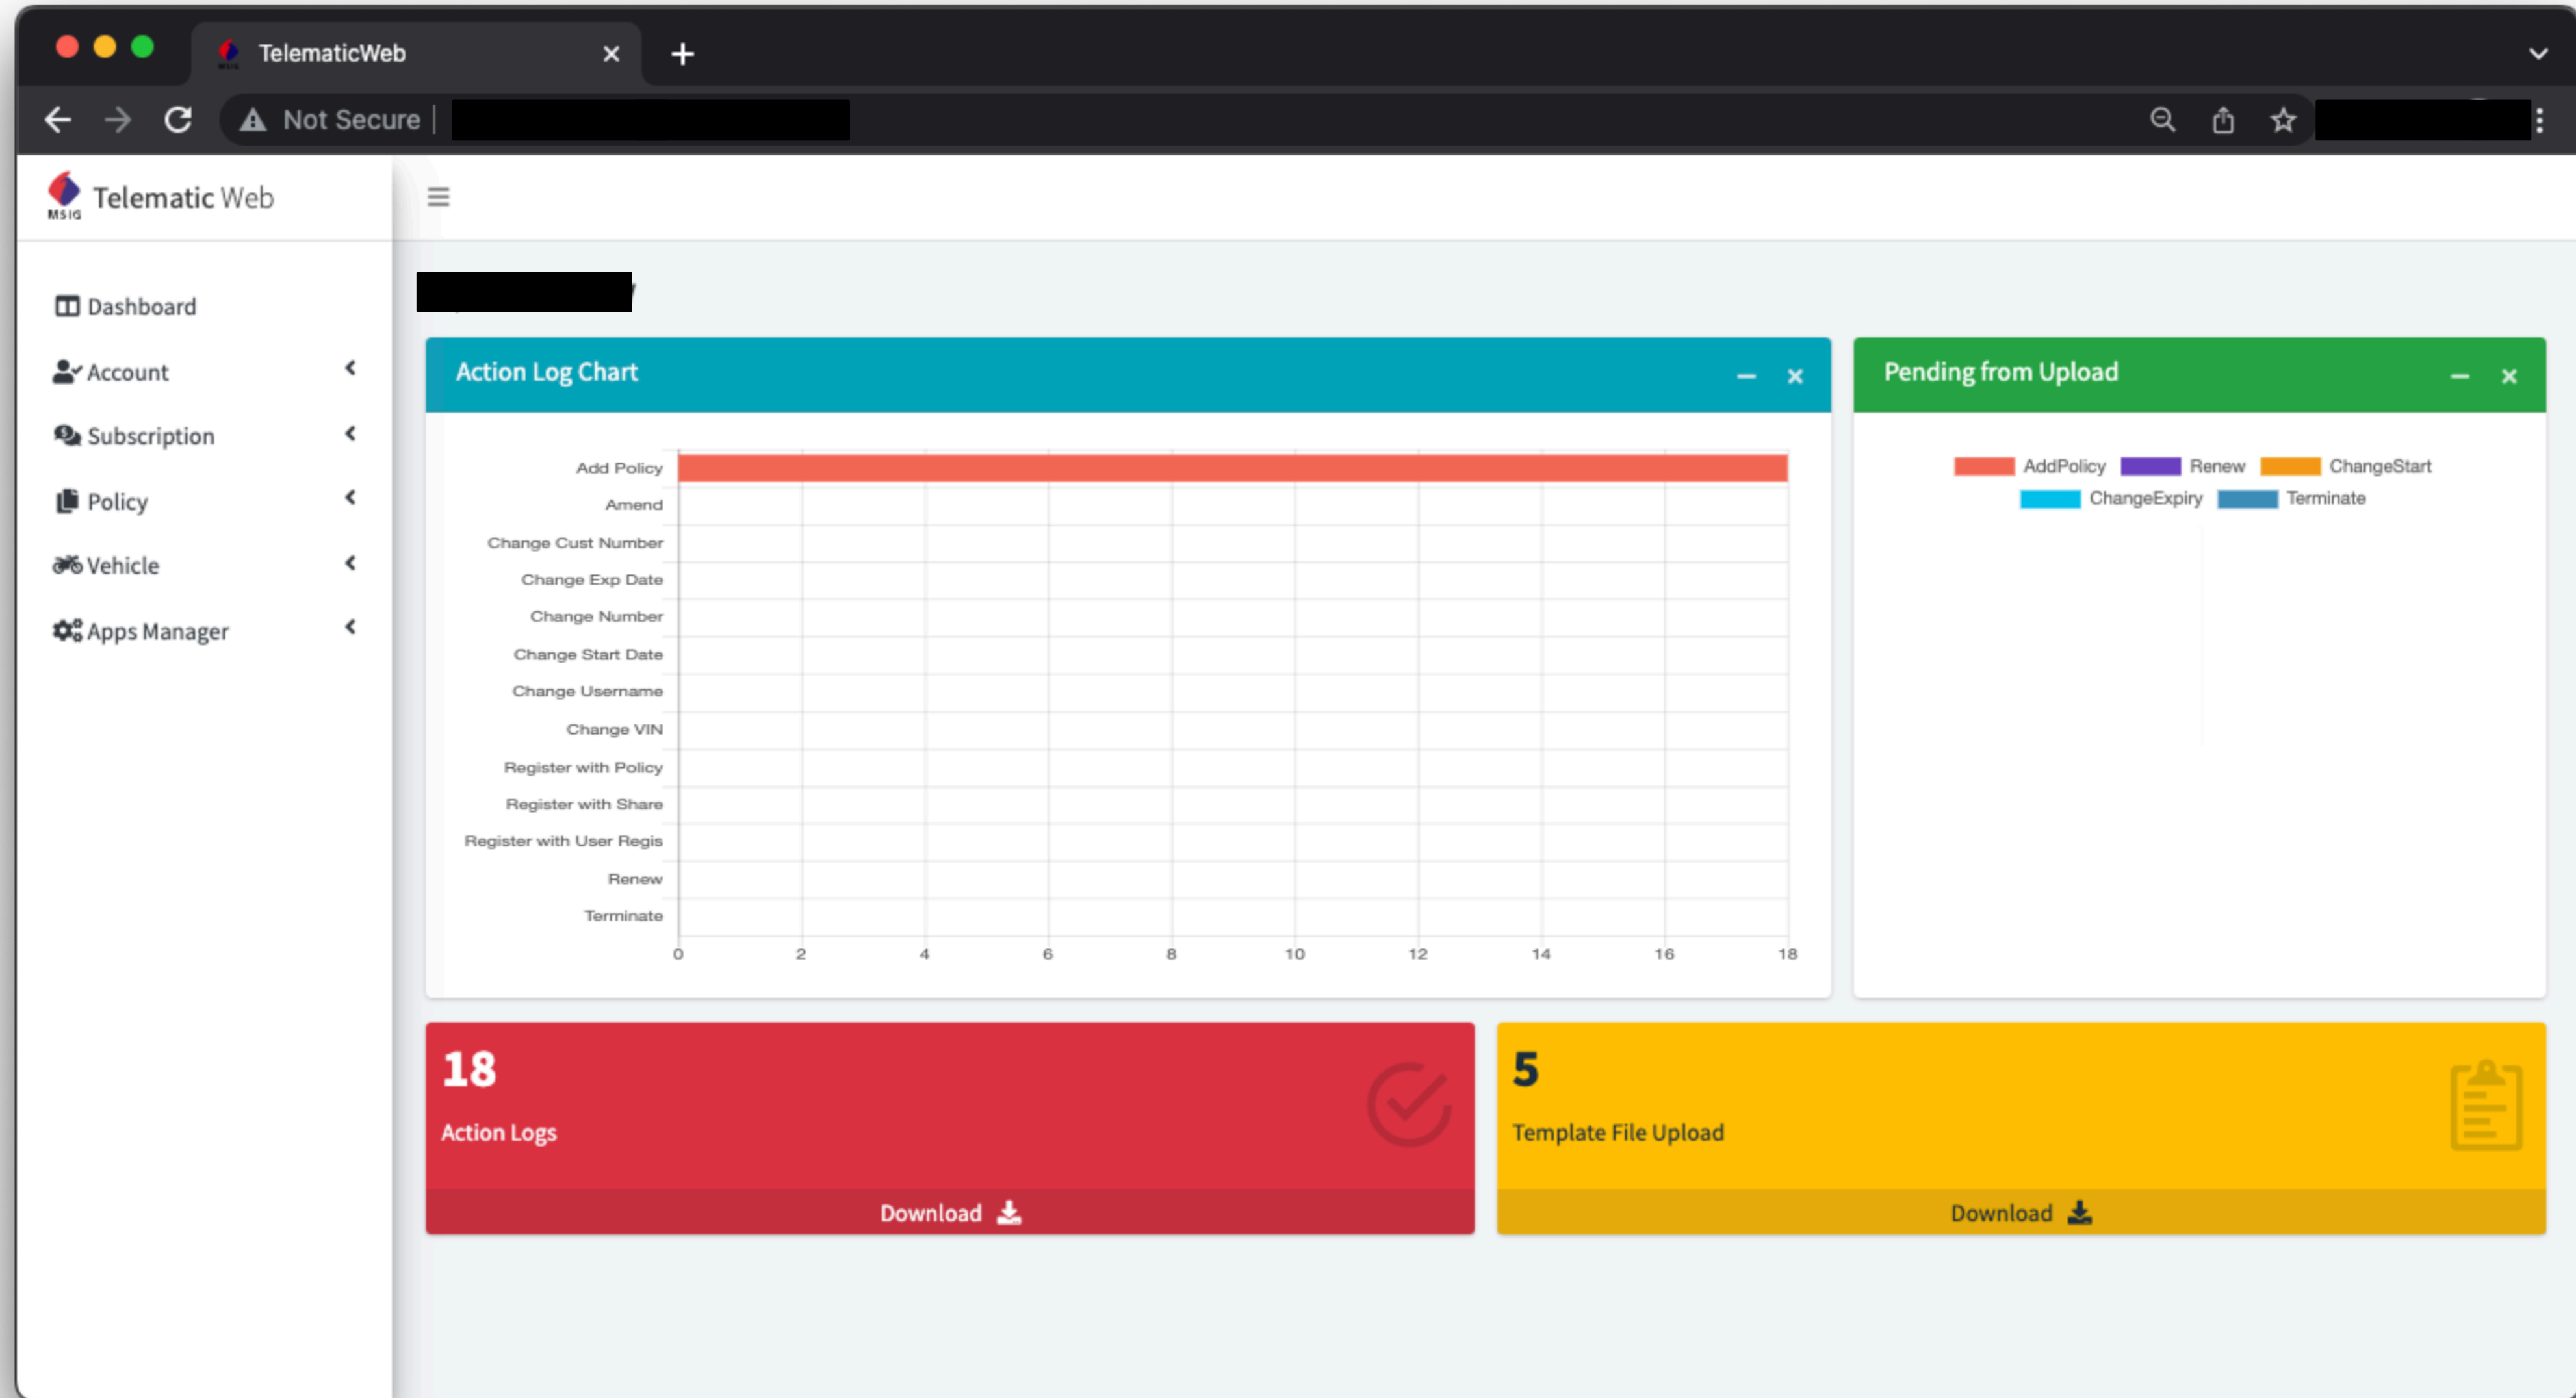 TelematicWeb
Not Secure
MSIG
Telematic Web
Dashboard
Account
Subscription
Policy
Vehicle
Apps Manager
Action Log Chart
Add Policy
Amend
Change Cust Number
Change Exp Date
Change Number
Change Start Date
Change Username
Change VIN
Register with Policy
Register with Share
Register with User Regis
Renew
Terminate
0 2 4 6 8 10 12 14 16 18
Pending from Upload
AddPolicy Renew ChangeStart
ChangeExpiry Terminate
18
Action Logs
Download
5
Template File Upload
Download